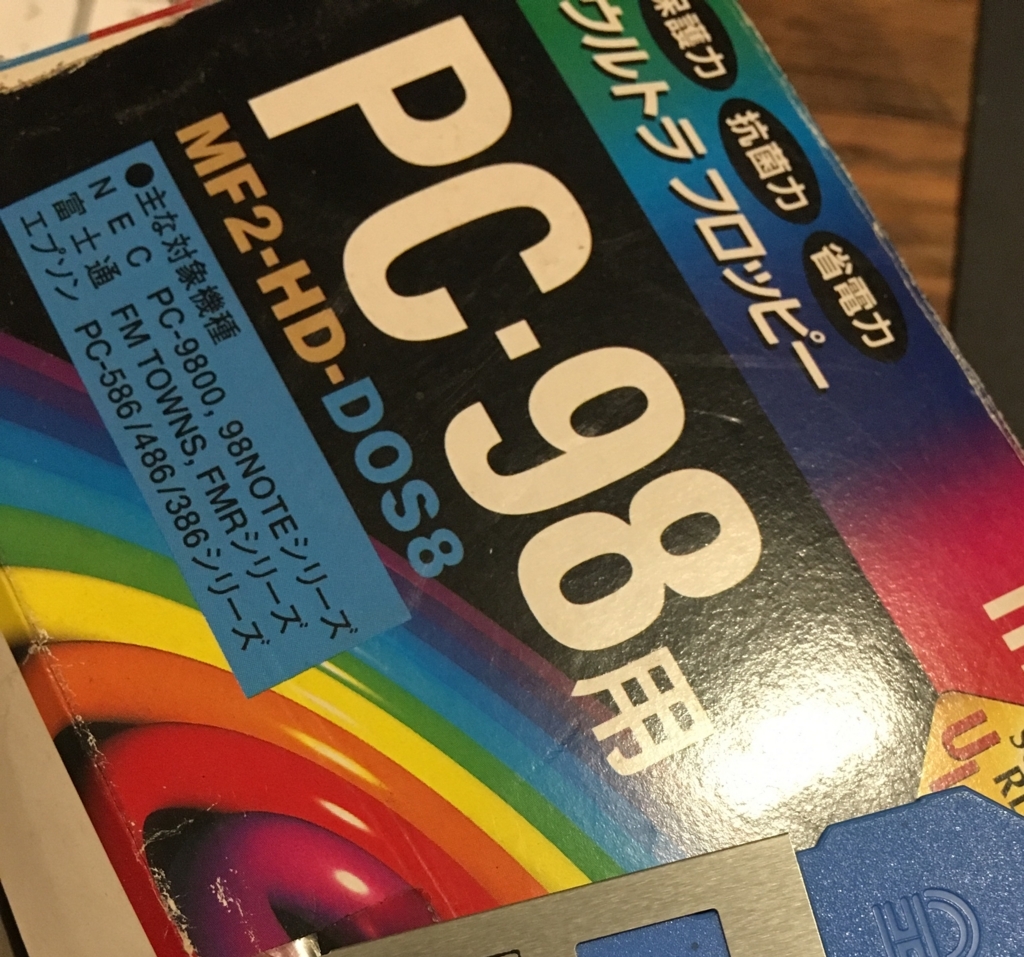 保護力
抗菌力
省電力
ウルトラ フロッピー
PC・98用
MF2-HD-DOS8
●主な対象機種
NEC PC-9800, 98NOTEシリーズ
富士通 FM TOWNS, FMRシリーズ
エプソン PC-586/486/386シリーズ
HD